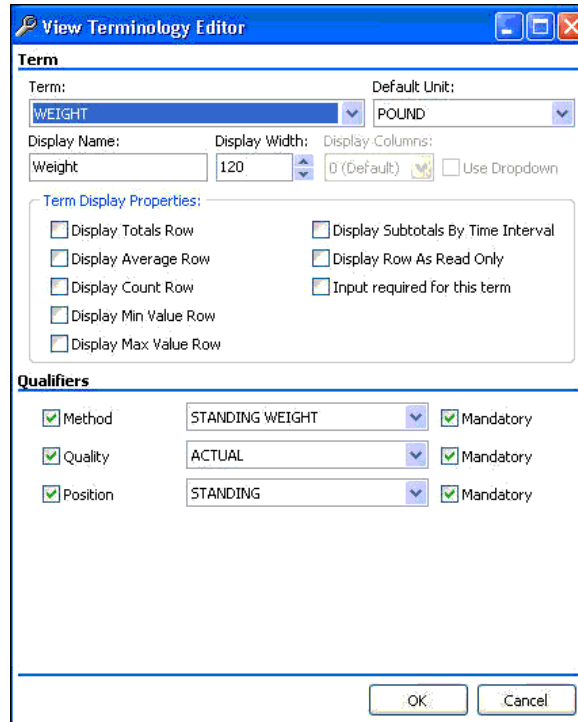 View Terminology Editor
Term
Term: Default Unit:
WEIGHT POUND
Display Name: Display Width: Display Columns:
Weight 120 0 (Default) Use Dropdown
Term Display Properties:
Display Totals Row Display Subtotals By Time Interval
Display Average Row Display Row As Read Only
Display Count Row Input required for this term
Display Min Value Row
Display Max Value Row
Qualifiers
Method STANDING WEIGHT Mandatory
Quality ACTUAL Mandatory
Position STANDING Mandatory
OK Cancel